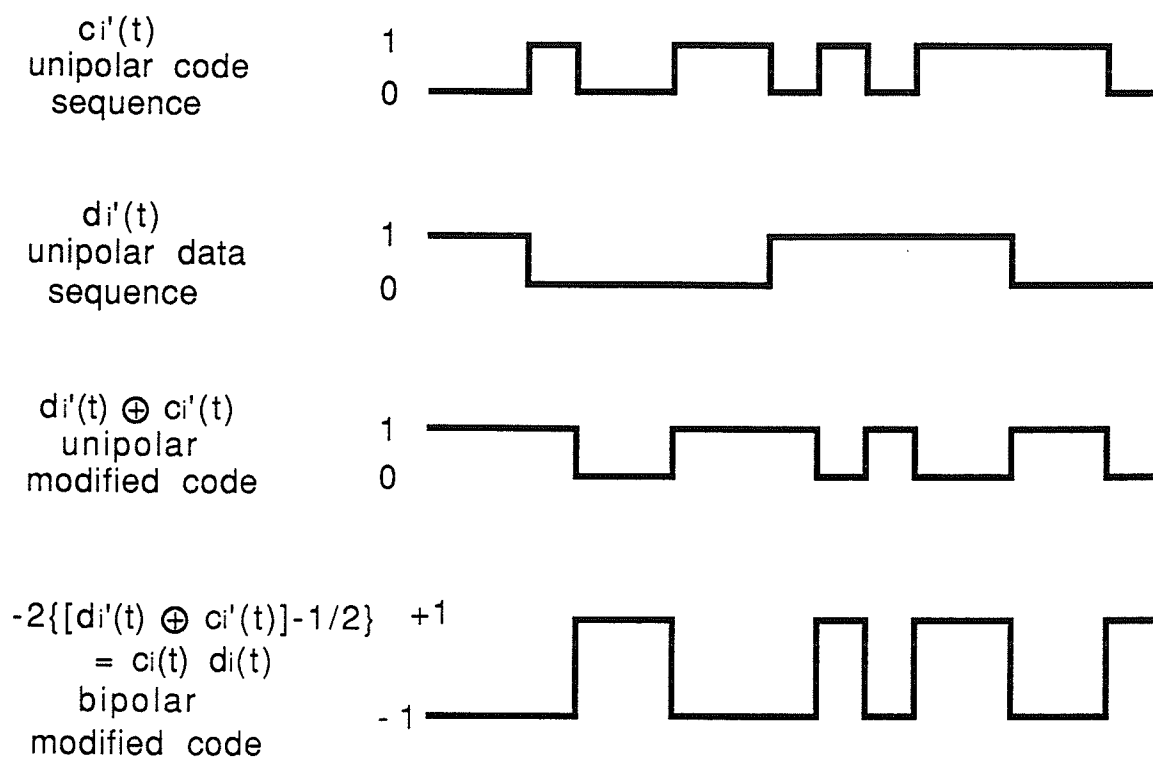 ci'(t)
unipolar code
sequence
1
0
di'(t)
unipolar data
sequence
1
0
di'(t) ⊕ ci'(t)
unipolar
modified code
1
0
-2{[di'(t) ⊕ ci'(t)]-1/2}
= ci(t) di(t)
bipolar
modified code
+1
-1